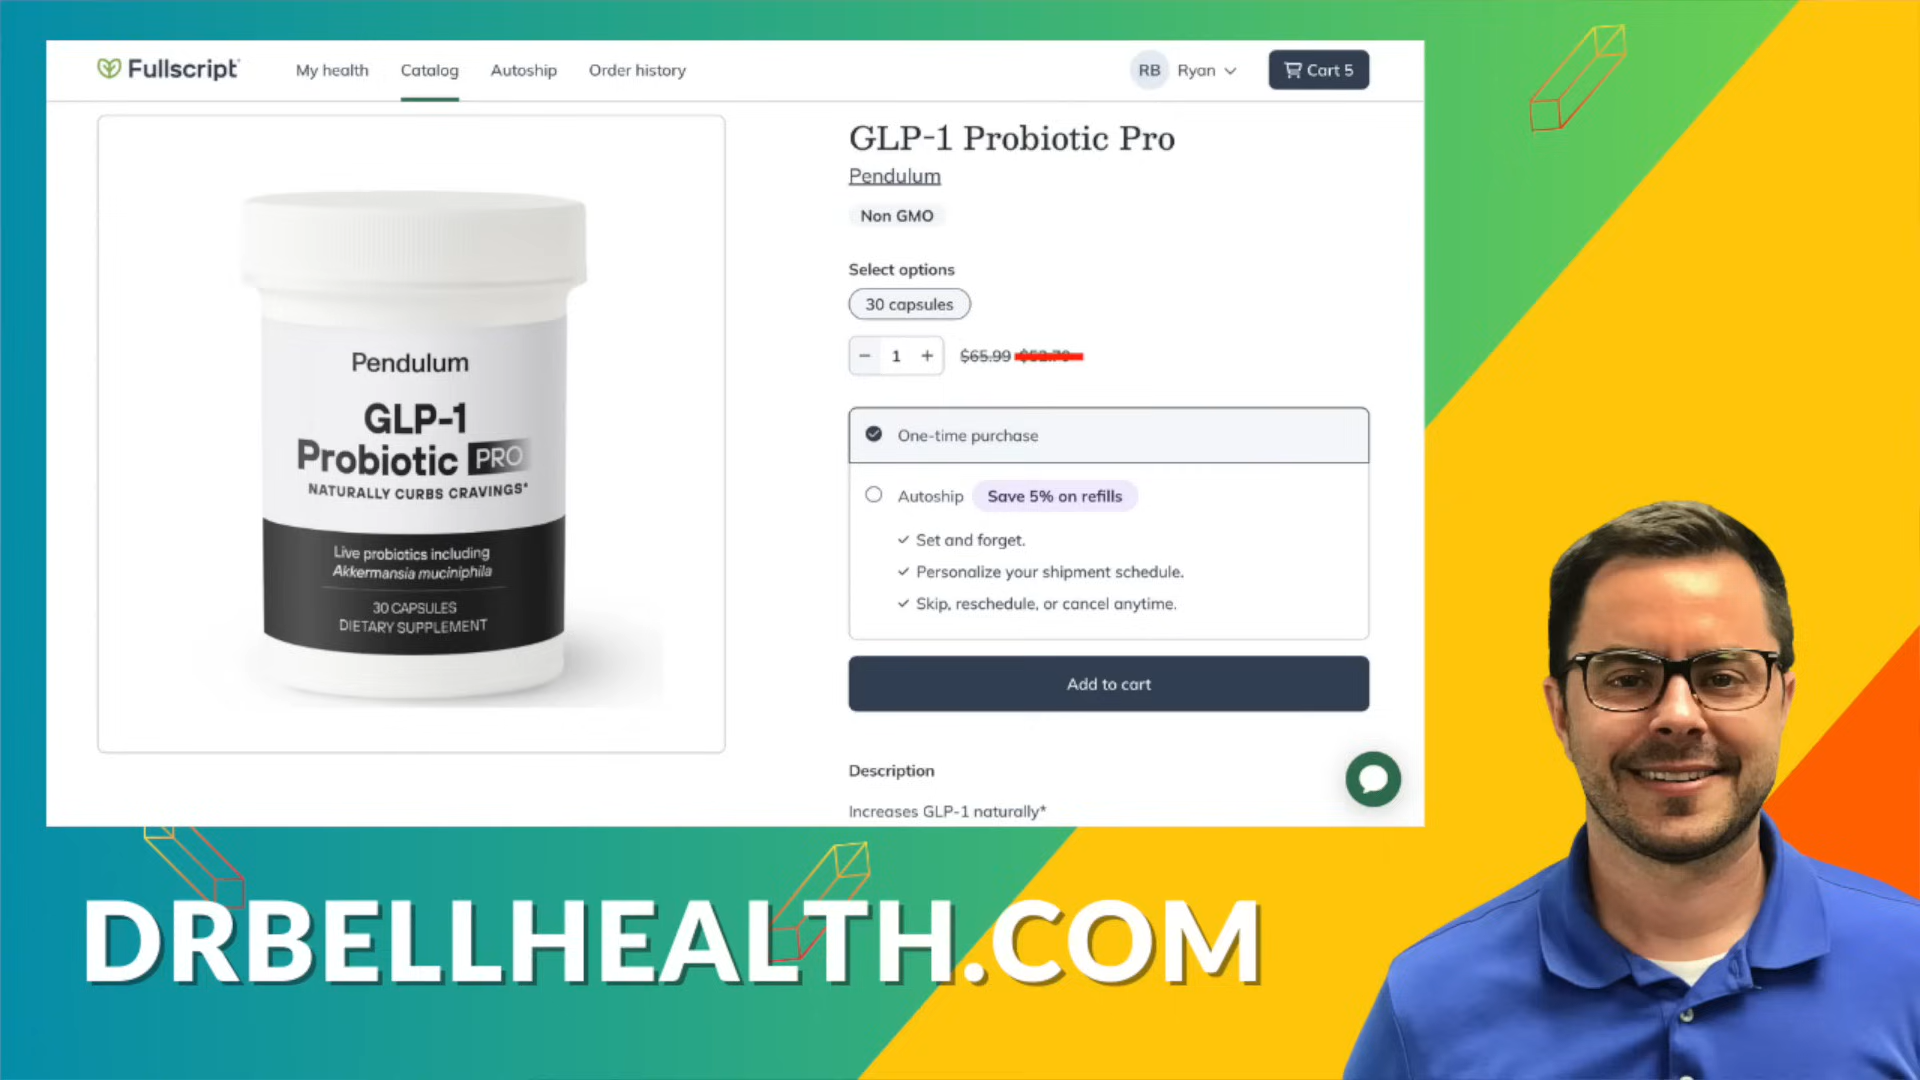 Fullscript
My health
Catalog
Autoship
Order history
RB
Ryan
Cart 5
Pendulum
GLP-1
Probiotic PRO
NATURALLY CURBS CRAVINGS*
Live probiotics including
Akkermansia muciniphila
30 CAPSULES
DIETARY SUPPLEMENT
GLP-1 Probiotic Pro
Pendulum
Non GMO
Select options
30 capsules
− 1 + $65.99
One-time purchase
Autoship Save 5% on refills
Set and forget.
Personalize your shipment schedule.
Skip, reschedule, or cancel anytime.
Add to cart
Description
Increases GLP-1 naturally*
DRBELLHEALTH.COM